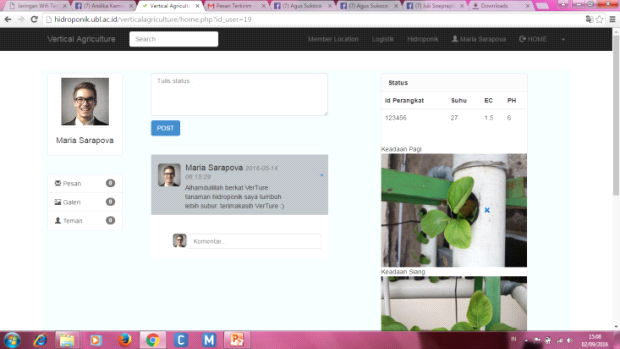 Jaringan Wifi T
(7) Andika Kam
Vertical Agricultu
Pesan Terkirim
(7) Agus Sukoco
(7) Agus Sukoco
(7) Juli Soeprapt
Downloads
hidroponik.ubl.ac.id/verticalagriculture/home.php?id_user=19
Vertical Agriculture
Search
Member Location
Logistik
Hidroponik
Maria Sarapova
HOME
Maria Sarapova
Pesan 0
Galeri 0
Teman 0
Tulis status
POST
Maria Sarapova 2016-05-14
06:15:29
Alhamdulillah berkat VerTure
tanaman hidroponik saya tumbuh
lebih subur. terimakasih VerTure :)
Komentar...
Status
Id Perangkat Suhu EC PH
123456 27 1.5 6
Keadaan Pagi
Keadaan Siang
IN
15:08
02/09/2016